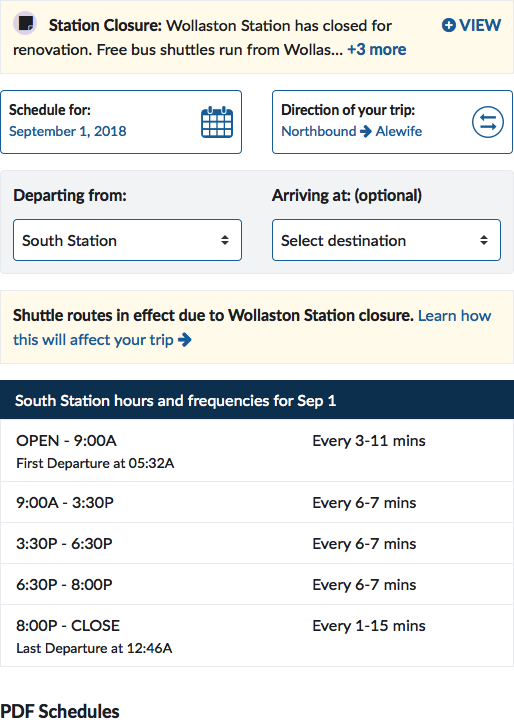 Station Closure: Wollaston Station has closed for VIEW
renovation. Free bus shuttles run from Wollas... +3 more
Schedule for:
September 1, 2018
Direction of your trip:
Northbound → Alewife
Departing from:
South Station
Arriving at: (optional)
Select destination
Shuttle routes in effect due to Wollaston Station closure. Learn how
this will affect your trip →
South Station hours and frequencies for Sep 1
OPEN - 9:00A Every 3-11 mins
First Departure at 05:32A
9:00A - 3:30P Every 6-7 mins
3:30P - 6:30P Every 6-7 mins
6:30P - 8:00P Every 6-7 mins
8:00P - CLOSE Every 1-15 mins
Last Departure at 12:46A
PDF Schedules